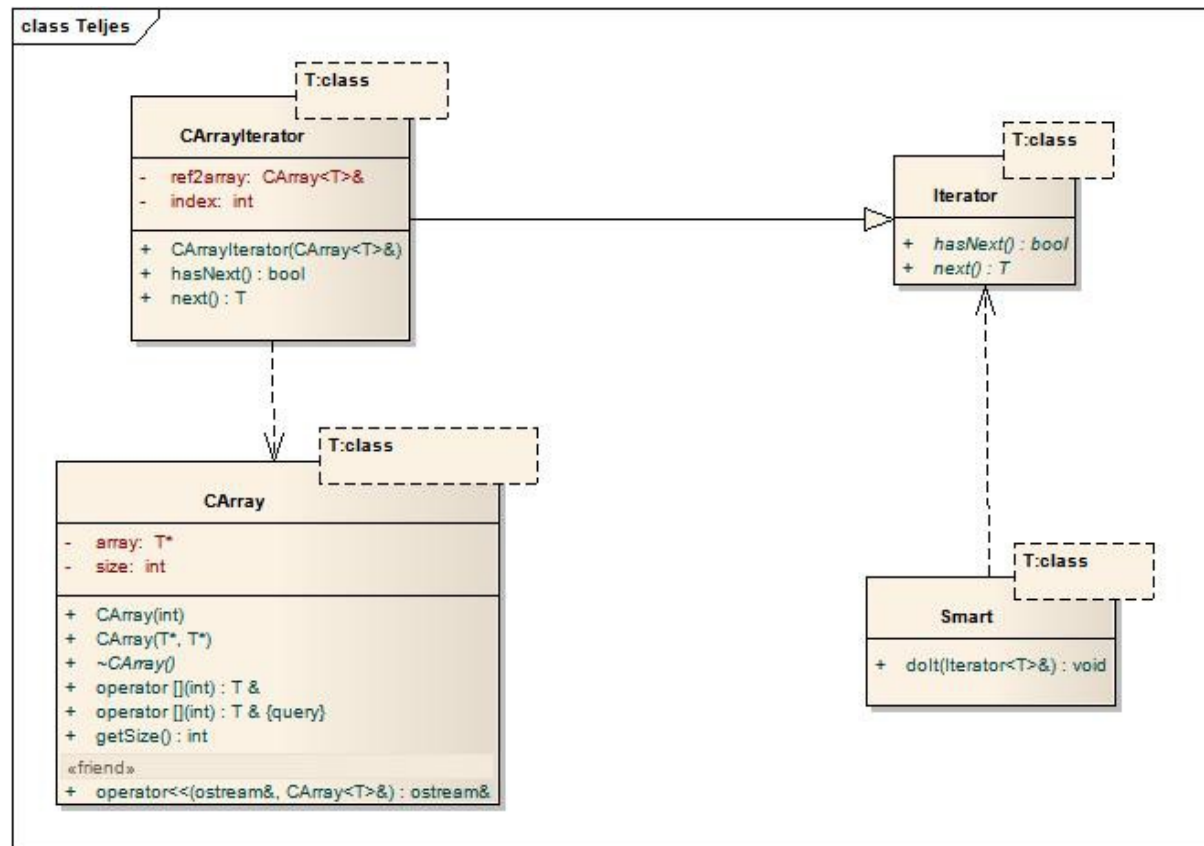 class Teljes
T:class
CArrayIterator
- ref2array: CArray<T>&
- index: int
+ CArrayIterator(CArray<T>&)
+ hasNext() : bool
+ next() : T
T:class
Iterator
+ hasNext() : bool
+ next() : T
T:class
CArray
- array: T*
- size: int
+ CArray(int)
+ CArray(T*, T*)
+ ~CArray()
+ operator [](int) : T &
+ operator [](int) : T & {query}
+ getSize() : int
«friend»
+ operator<<(ostream&, CArray<T>&) : ostream&
T:class
Smart
+ doIt(Iterator<T>&) : void